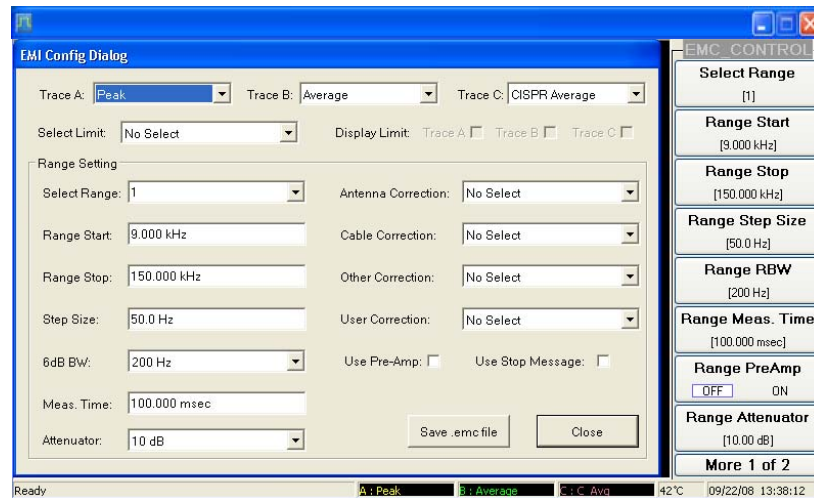 EMI Config Dialog
Trace A: Peak Trace B: Average Trace C: CISPR Average
Select Limit: No Select Display Limit: Trace A Trace B Trace C
Range Setting
Select Range: 1 Antenna Correction: No Select
Range Start: 9.000 kHz Cable Correction: No Select
Range Stop: 150.000 kHz Other Correction: No Select
Step Size: 50.0 Hz User Correction: No Select
6dB BW: 200 Hz Use Pre-Amp: Use Stop Message:
Meas. Time: 100.000 msec
Attenuator: 10 dB
Save .emc file Close
EMC_CONTROL
Select Range
[1]
Range Start
[9.000 kHz]
Range Stop
[150.000 kHz]
Range Step Size
[50.0 Hz]
Range RBW
[200 Hz]
Range Meas. Time
[100.000 msec]
Range PreAmp
OFF ON
Range Attenuator
[10.00 dB]
More 1 of 2
Ready A : Peak B : Average C : C Avg 42°C 09/22/08 13:38:12